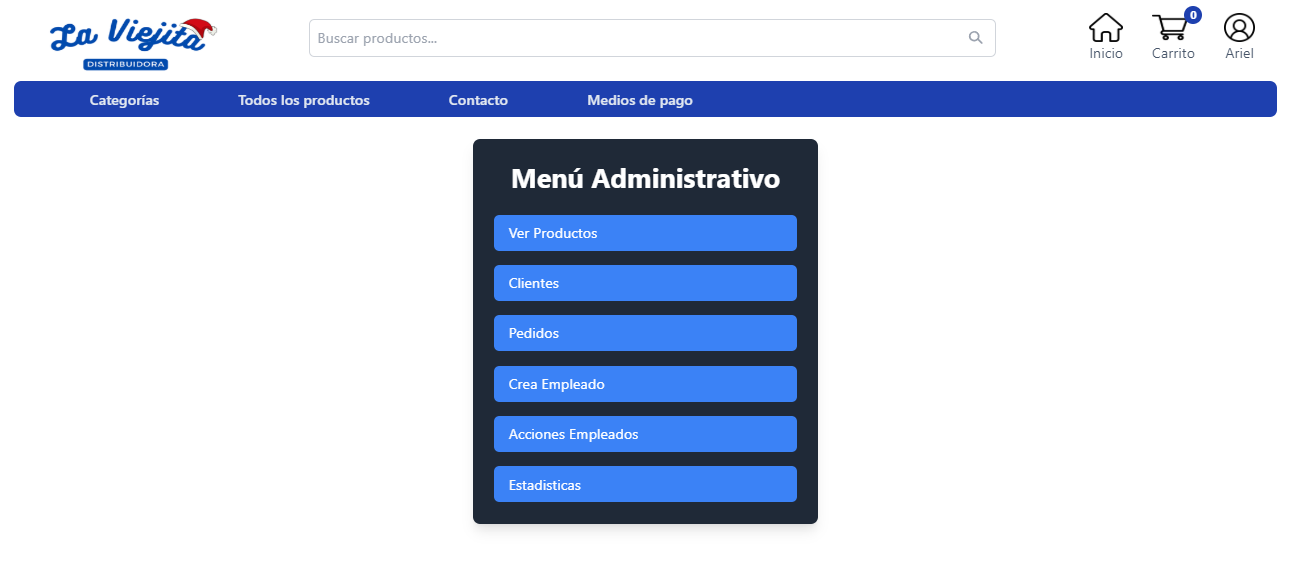 La Viejita
DISTRIBUIDORA
Buscar productos...
0
Inicio
Carrito
Ariel
Categorías
Todos los productos
Contacto
Medios de pago
Menú Administrativo
Ver Productos
Clientes
Pedidos
Crea Empleado
Acciones Empleados
Estadisticas